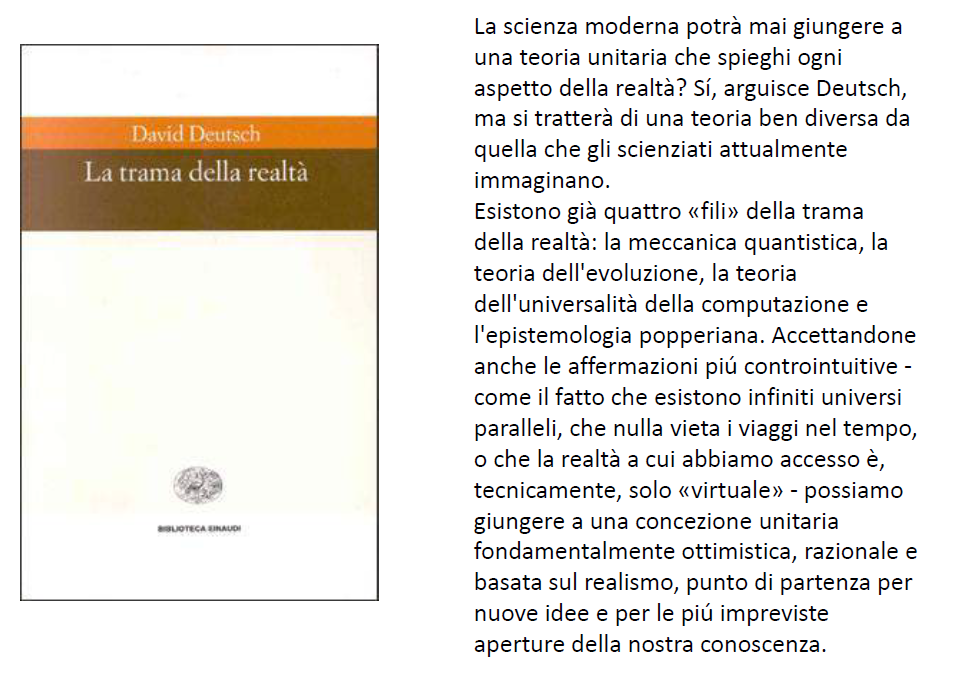 David Deutsch
La trama della realtà
BIBLIOTECA EINAUDI
La scienza moderna potrà mai giungere a
una teoria unitaria che spieghi ogni
aspetto della realtà? Sí, arguisce Deutsch,
ma si tratterà di una teoria ben diversa da
quella che gli scienziati attualmente
immaginano.
Esistono già quattro «fili» della trama
della realtà: la meccanica quantistica, la
teoria dell'evoluzione, la teoria
dell'universalità della computazione e
l'epistemologia popperiana. Accettandone
anche le affermazioni piú controintuitive -
come il fatto che esistono infiniti universi
paralleli, che nulla vieta i viaggi nel tempo,
o che la realtà a cui abbiamo accesso è,
tecnicamente, solo «virtuale» - possiamo
giungere a una concezione unitaria
fondamentalmente ottimistica, razionale e
basata sul realismo, punto di partenza per
nuove idee e per le piú impreviste
aperture della nostra conoscenza.